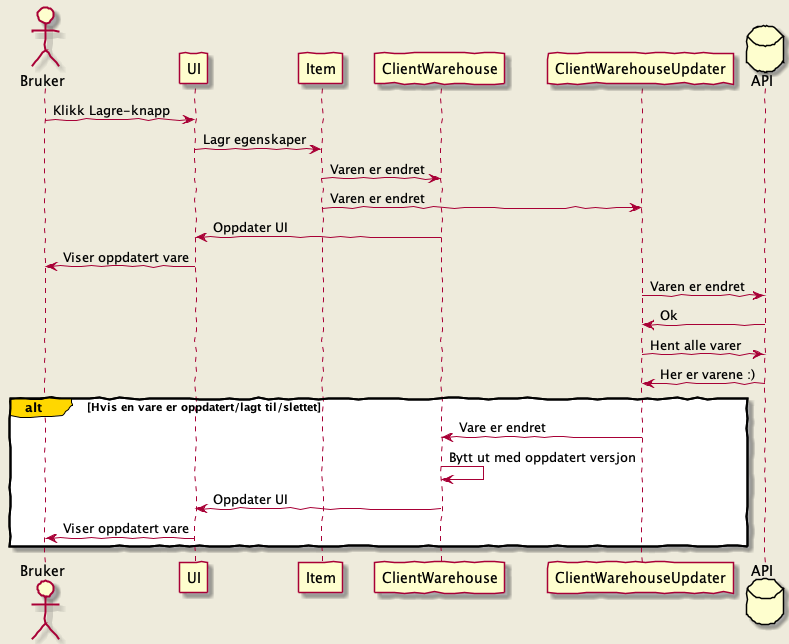 Bruker
UI
Item
ClientWarehouse
ClientWarehouseUpdater
API
Klikk Lagre-knapp
Lagr egenskaper
Varen er endret
Varen er endret
Oppdater UI
Viser oppdatert vare
Varen er endret
Ok
Hent alle varer
Her er varene :)
alt [Hvis en vare er oppdatert/lagt til/slettet]
Vare er endret
Bytt ut med oppdatert versjon
Oppdater UI
Viser oppdatert vare
Bruker
UI
Item
ClientWarehouse
ClientWarehouseUpdater
API